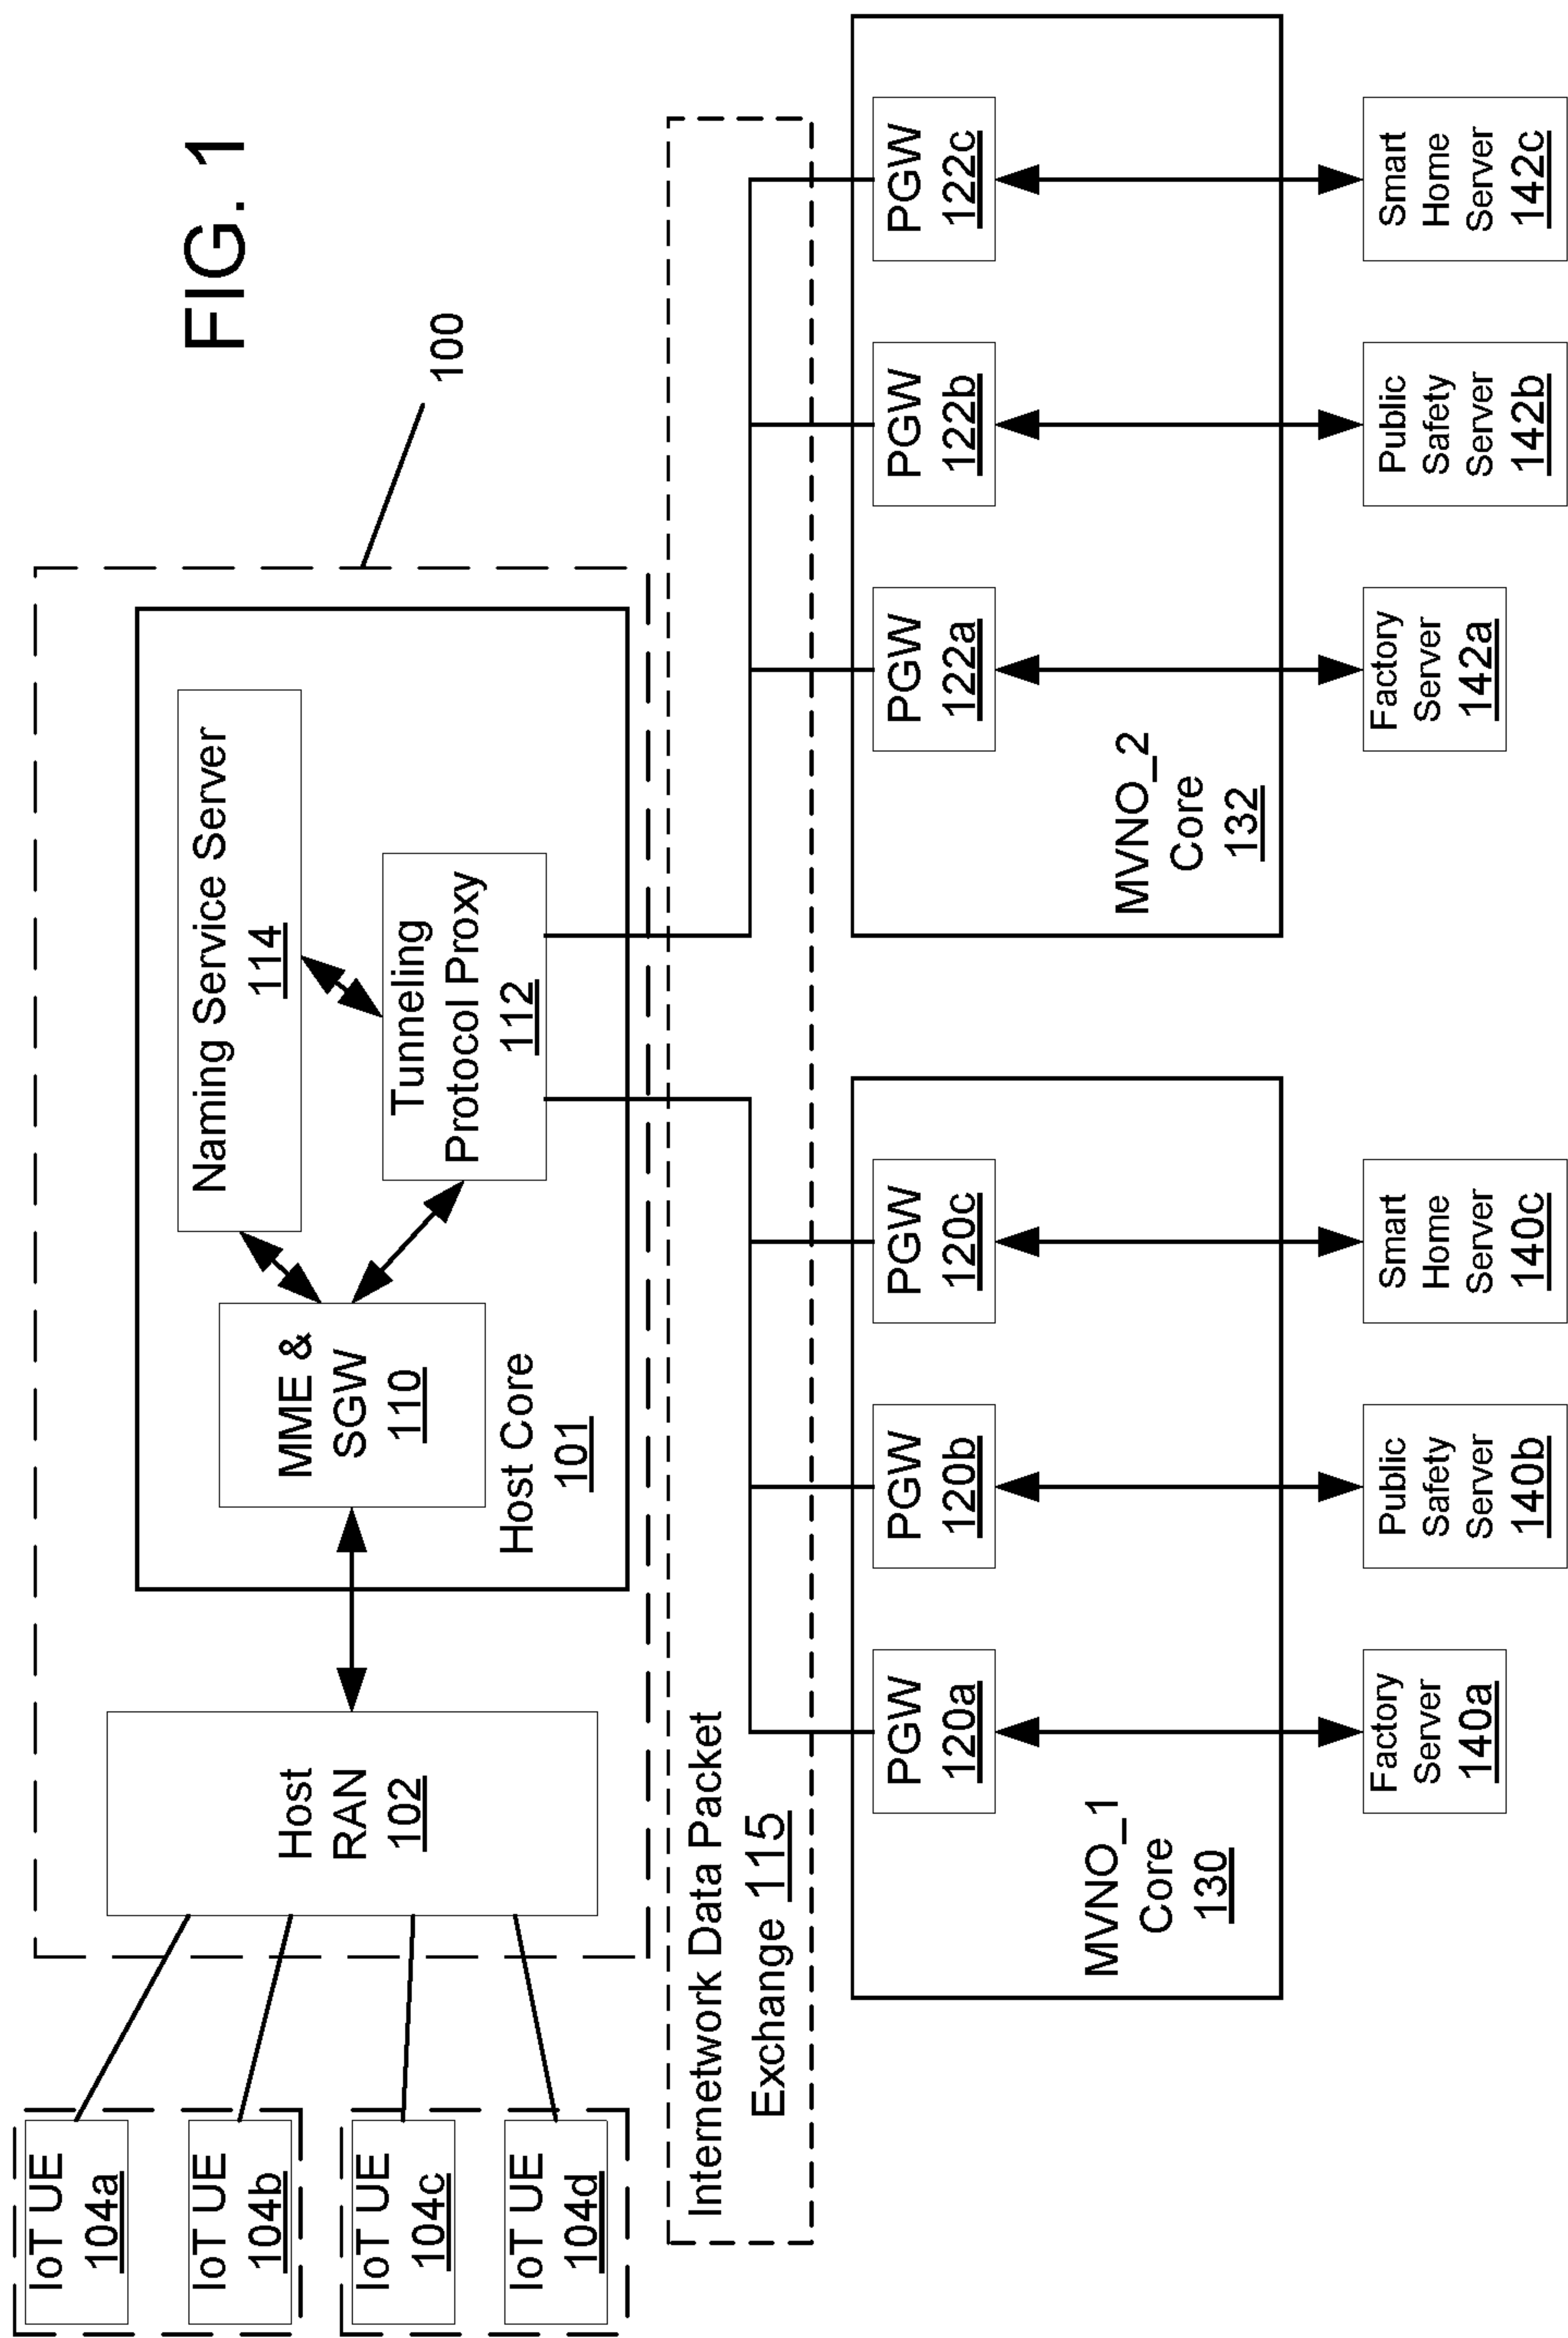 FIG. 1
100
IoT UE
104a
IoT UE
104b
IoT UE
104c
IoT UE
104d
Host
RAN
102
MME &
SGW
110
Host Core
101
Naming Service Server
114
Tunneling
Protocol Proxy
112
Internetwork Data Packet
Exchange 115
PGW
120a
PGW
120b
PGW
120c
MVNO_1
Core
130
PGW
122a
PGW
122b
PGW
122c
MVNO_2
Core
132
Factory
Server
140a
Public
Safety
Server
140b
Smart
Home
Server
140c
Factory
Server
142a
Public
Safety
Server
142b
Smart
Home
Server
142c